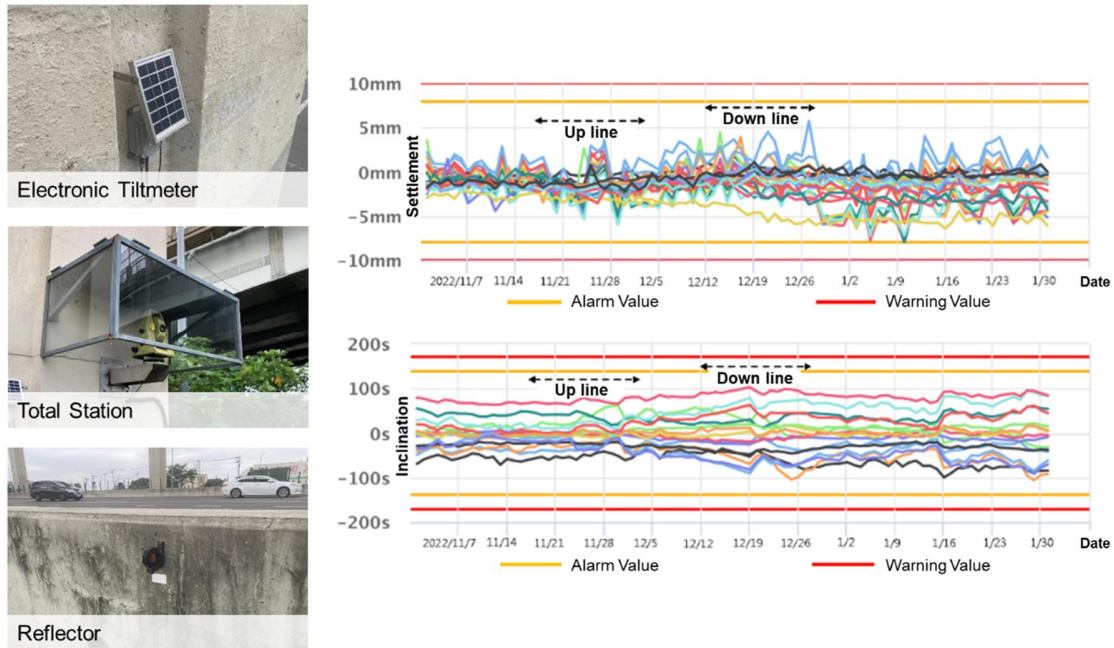 Electronic Tiltmeter
Total Station
Reflector
10mm
5mm
0mm
−5mm
−10mm
Settlement
Up line
Down line
2022/11/7 11/14 11/21 11/28 12/5 12/12 12/19 12/26 1/2 1/9 1/16 1/23 1/30 Date
Alarm Value Warning Value
200s
100s
0s
−100s
−200s
Inclination
Up line
Down line
2022/11/7 11/14 11/21 11/28 12/5 12/12 12/19 12/26 1/2 1/9 1/16 1/23 1/30 Date
Alarm Value Warning Value